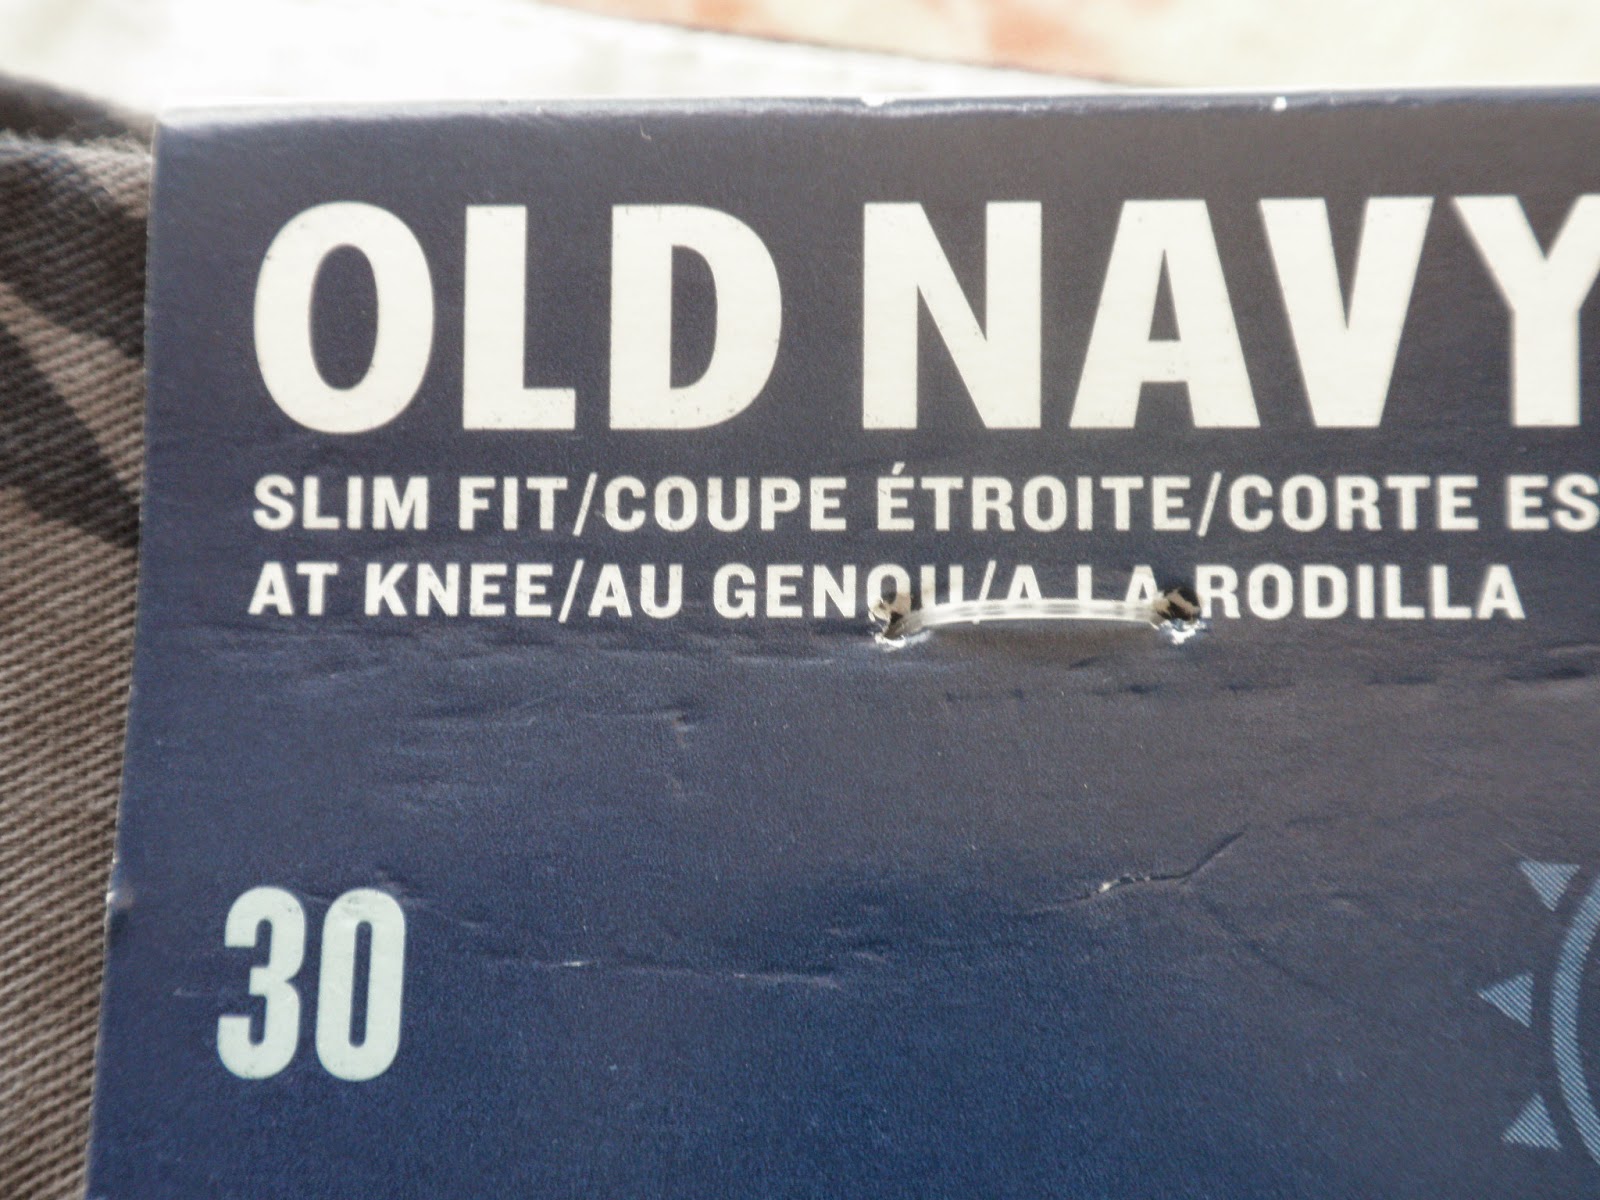 OLD NAVY
SLIM FIT/COUPE ÉTROITE/CORTE ES
AT KNEE/AU GENOU/A LA RODILLA
30